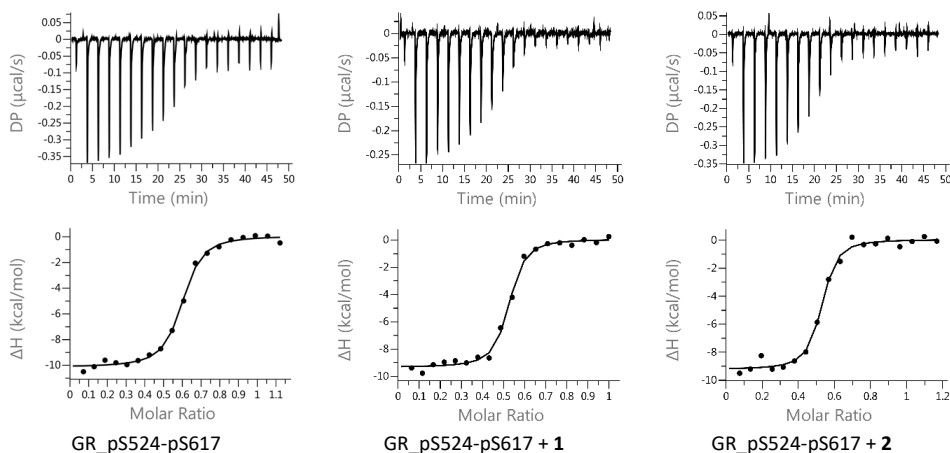 0.05 0 -0.05 -0.1 -0.15 -0.2 -0.25 -0.3 -0.35
DP (µcal/s)
0 5 10 15 20 25 30 35 40 45 50
Time (min)
0.05 0 -0.05 -0.1 -0.15 -0.2 -0.25
DP (µcal/s)
0 5 10 15 20 25 30 35 40 45 50
Time (min)
0.05 0 -0.05 -0.1 -0.15 -0.2 -0.25 -0.3 -0.35
DP (µcal/s)
0 5 10 15 20 25 30 35 40 45 50
Time (min)
0 -2 -4 -6 -8 -10
ΔH (kcal/mol)
0 0.1 0.2 0.3 0.4 0.5 0.6 0.7 0.8 0.9 1 1.1
Molar Ratio
0 -2 -4 -6 -8 -10
ΔH (kcal/mol)
0 0.1 0.2 0.3 0.4 0.5 0.6 0.7 0.8 0.9 1
Molar Ratio
0 -2 -4 -6 -8 -10
ΔH (kcal/mol)
0 0.2 0.4 0.6 0.8 1 1.2
Molar Ratio
GR_pS524-pS617
GR_pS524-pS617 + 1
GR_pS524-pS617 + 2